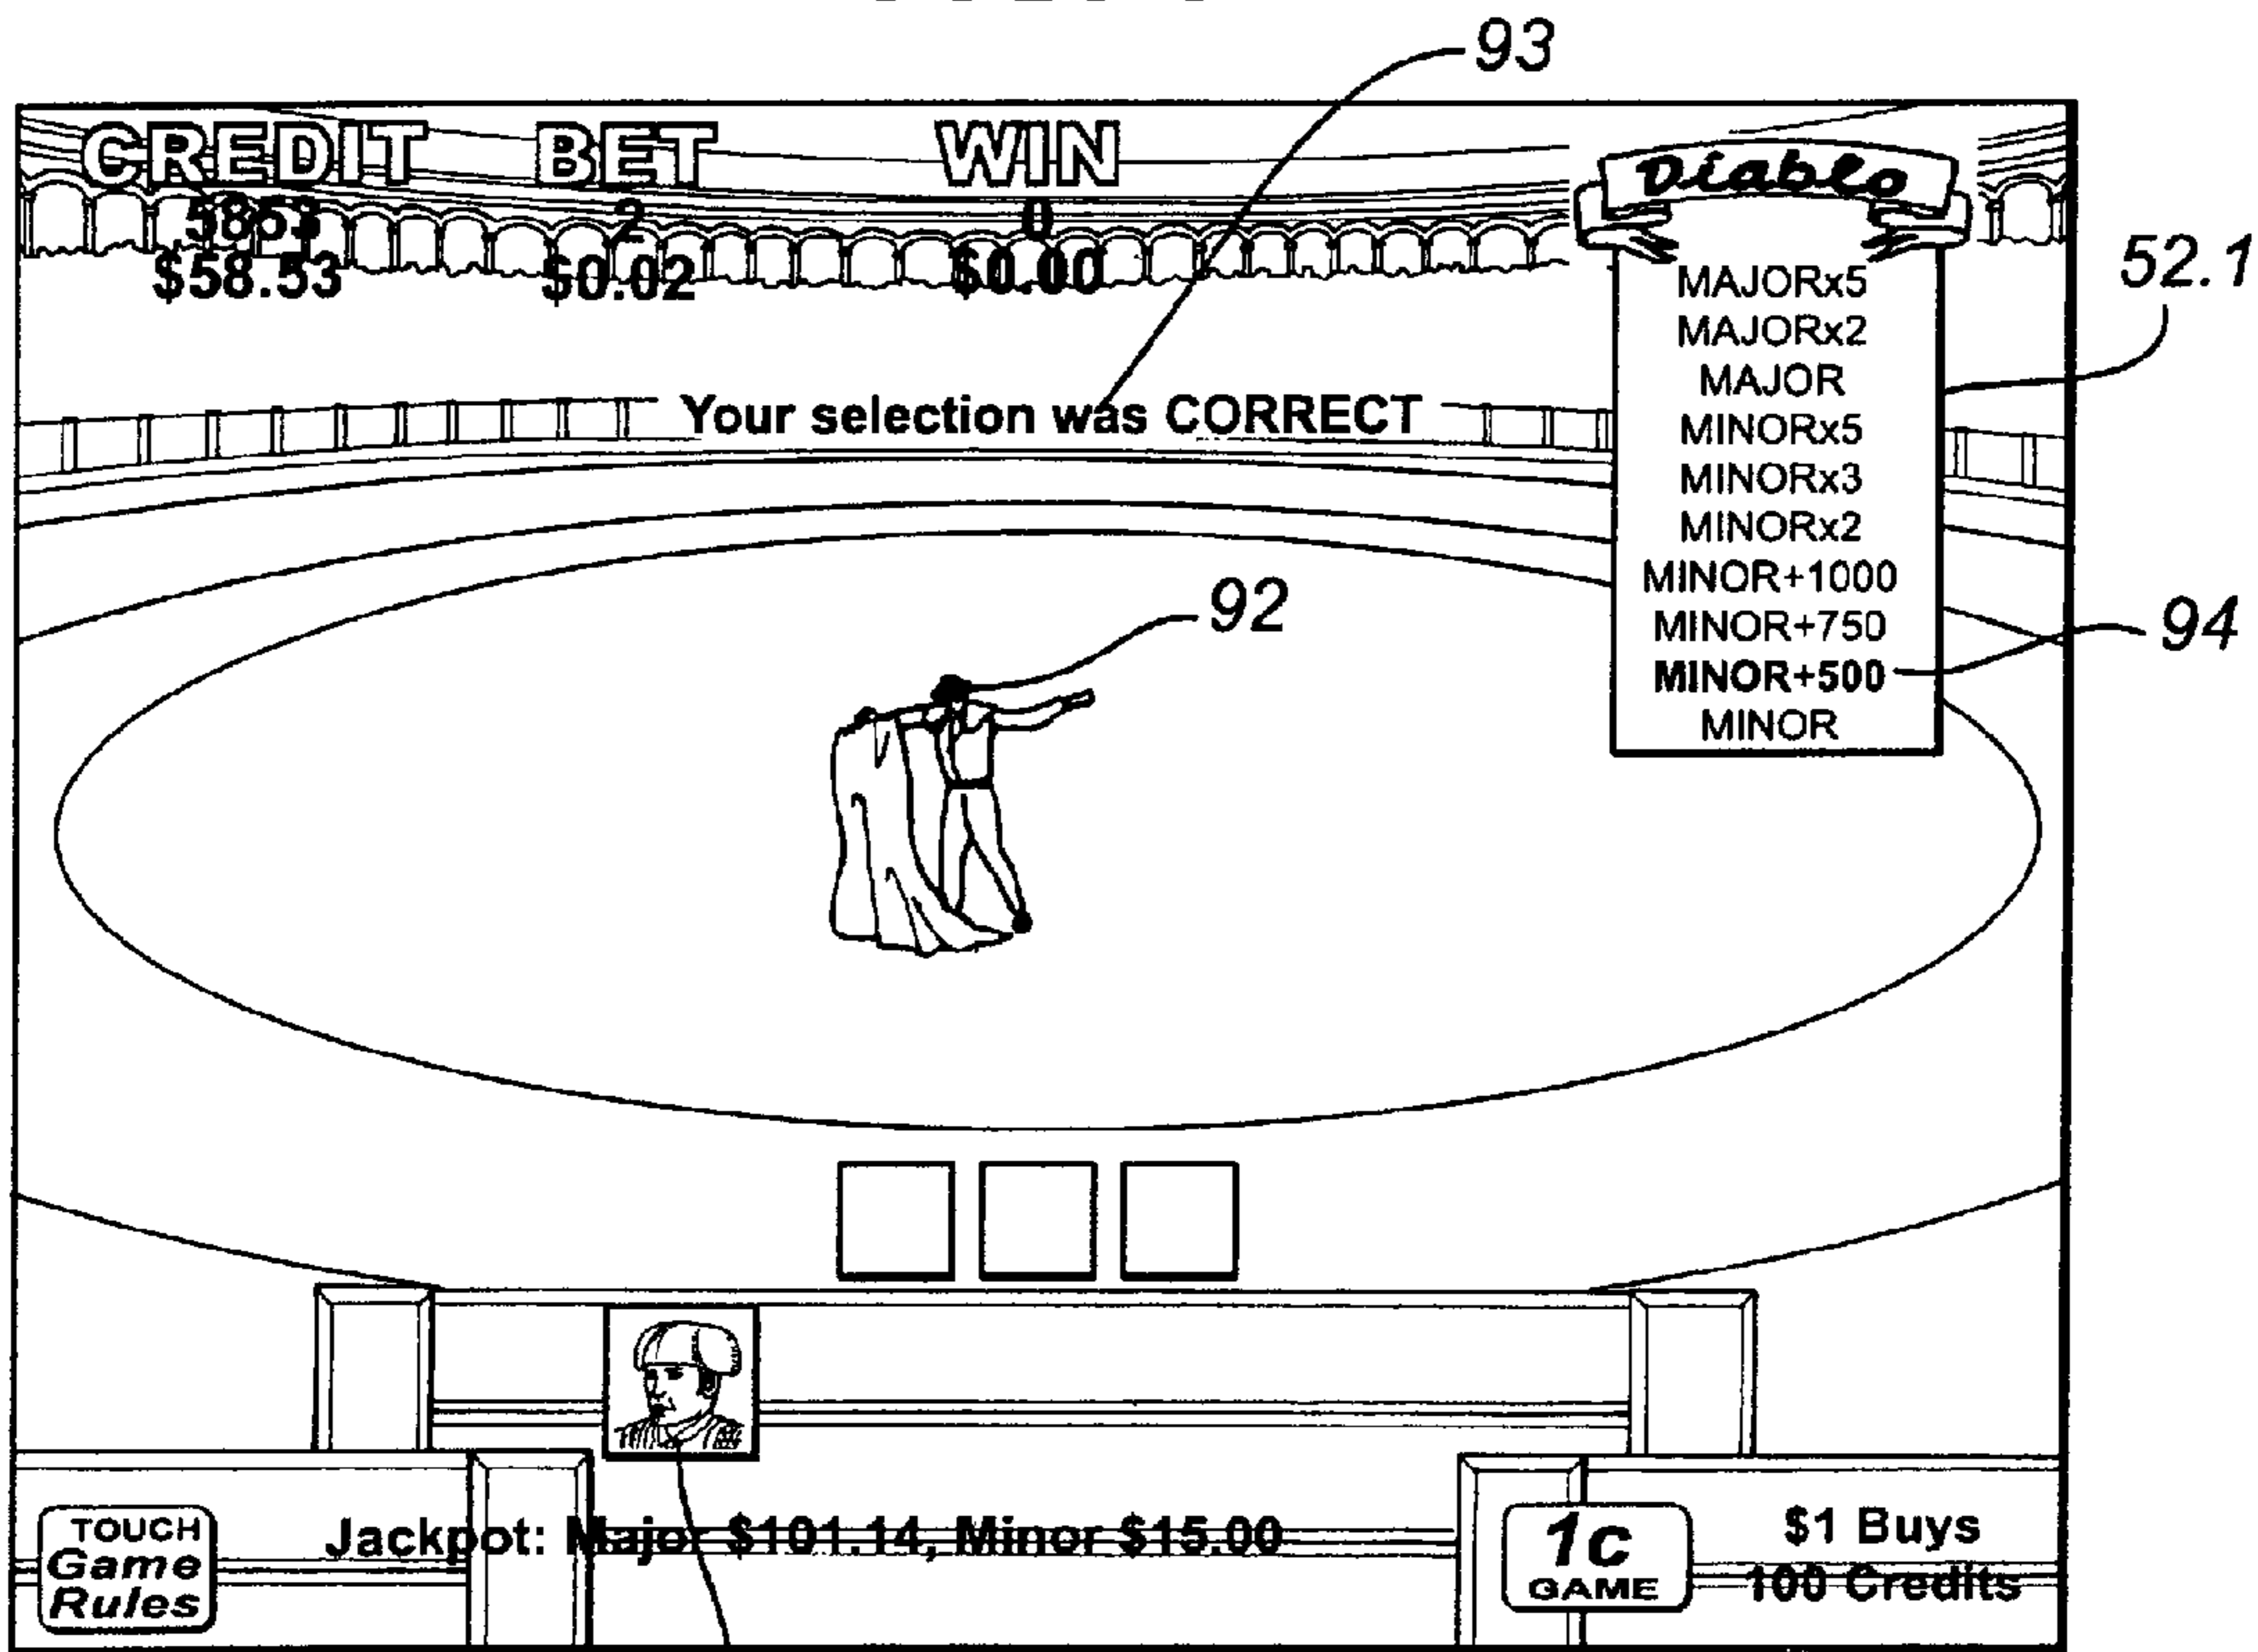 93
CREDIT BET WIN
Diablo
5853 2 0
$58.53 $0.02 $0.00
52.1
MAJORx5
MAJORx2
MAJOR
Your selection was CORRECT
MINORx5
MINORx3
MINORx2
MINOR+1000
92
MINOR+750
94
MINOR+500
MINOR
TOUCH
Game
Rules
Jackpot: Major $101.14, Minor $15.00
1c
GAME
$1 Buys
100 Credits